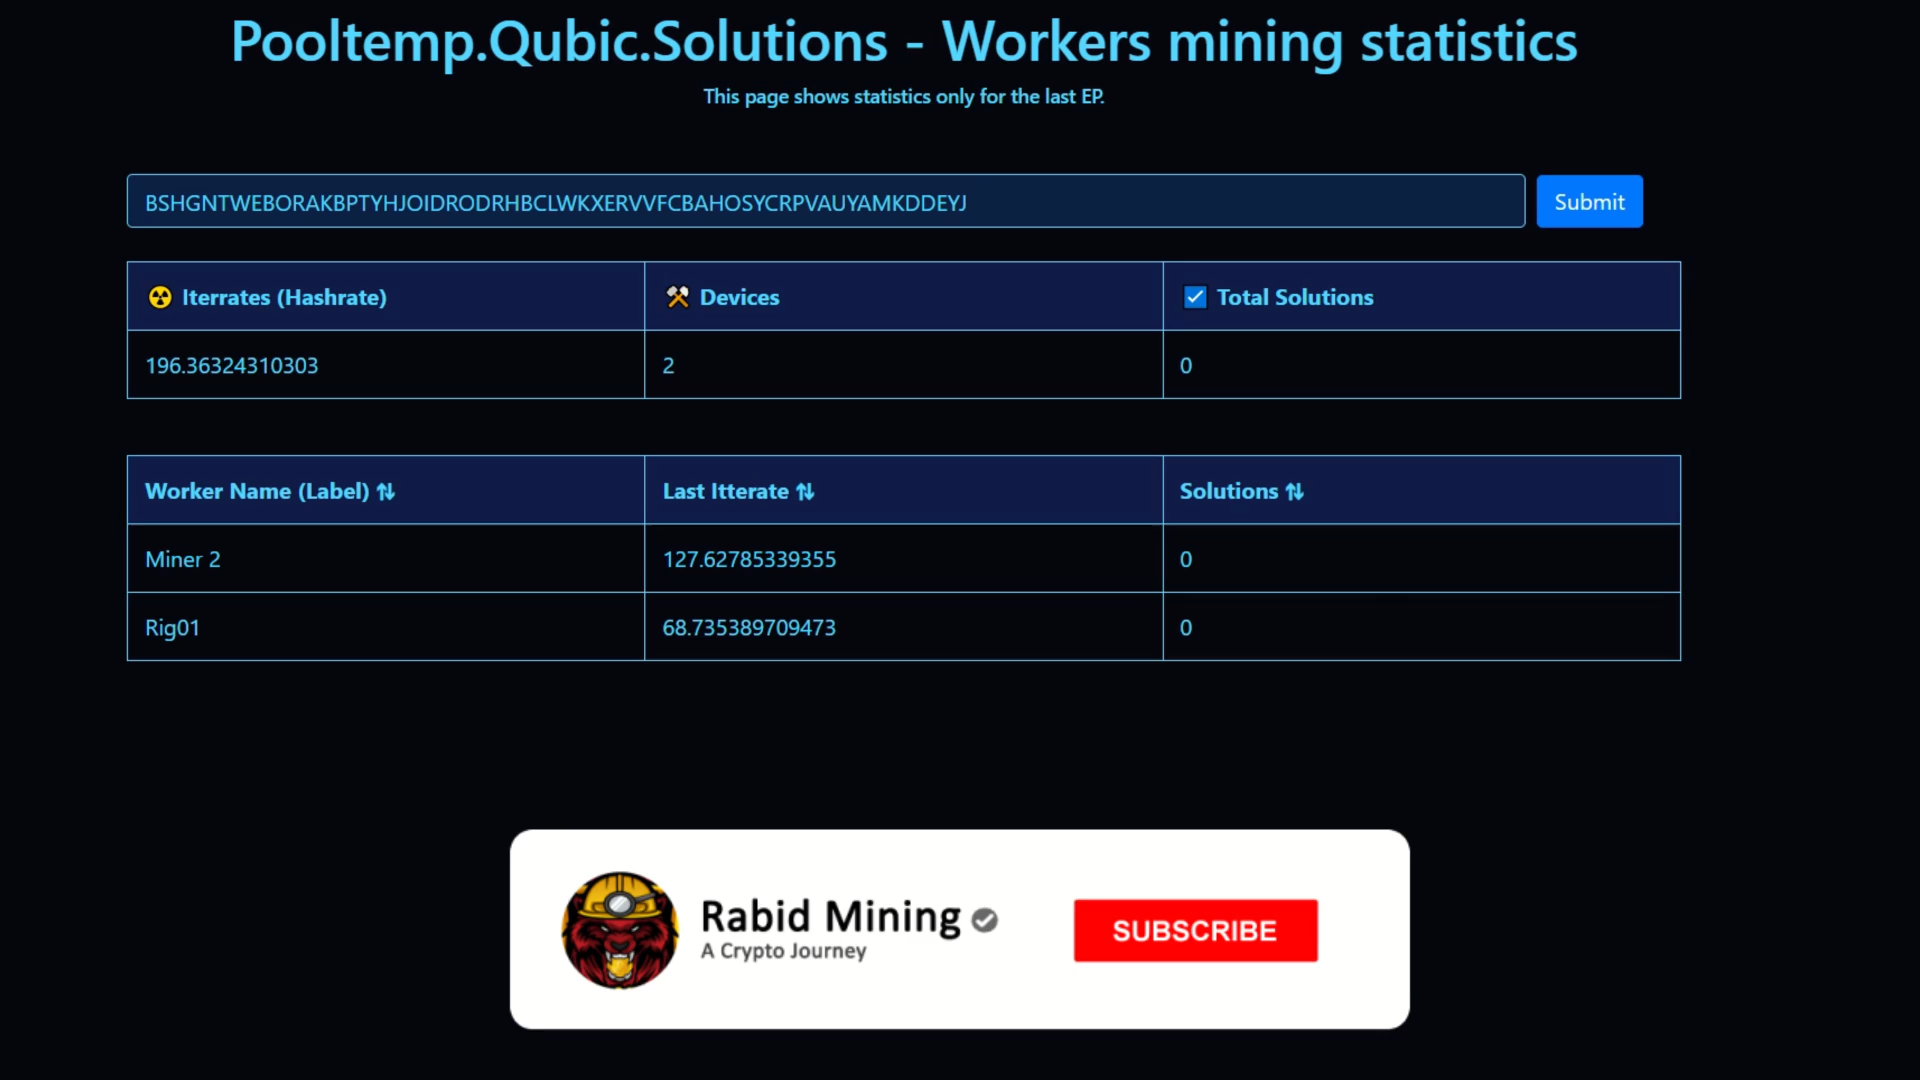 Pooltemp.Qubic.Solutions - Workers mining statistics
This page shows statistics only for the last EP.
BSHGNTWEBORAKBPTYHJOIDRODRHBCLWKXERVVFCBAHOSYCRPVAUYAMKDDEYJ Submit
Iterrates (Hashrate) Devices Total Solutions
196.36324310303 2 0
Worker Name (Label) Last Itterate Solutions
Miner 2 127.62785339355 0
Rig01 68.735389709473 0
Rabid Mining
A Crypto Journey
SUBSCRIBE